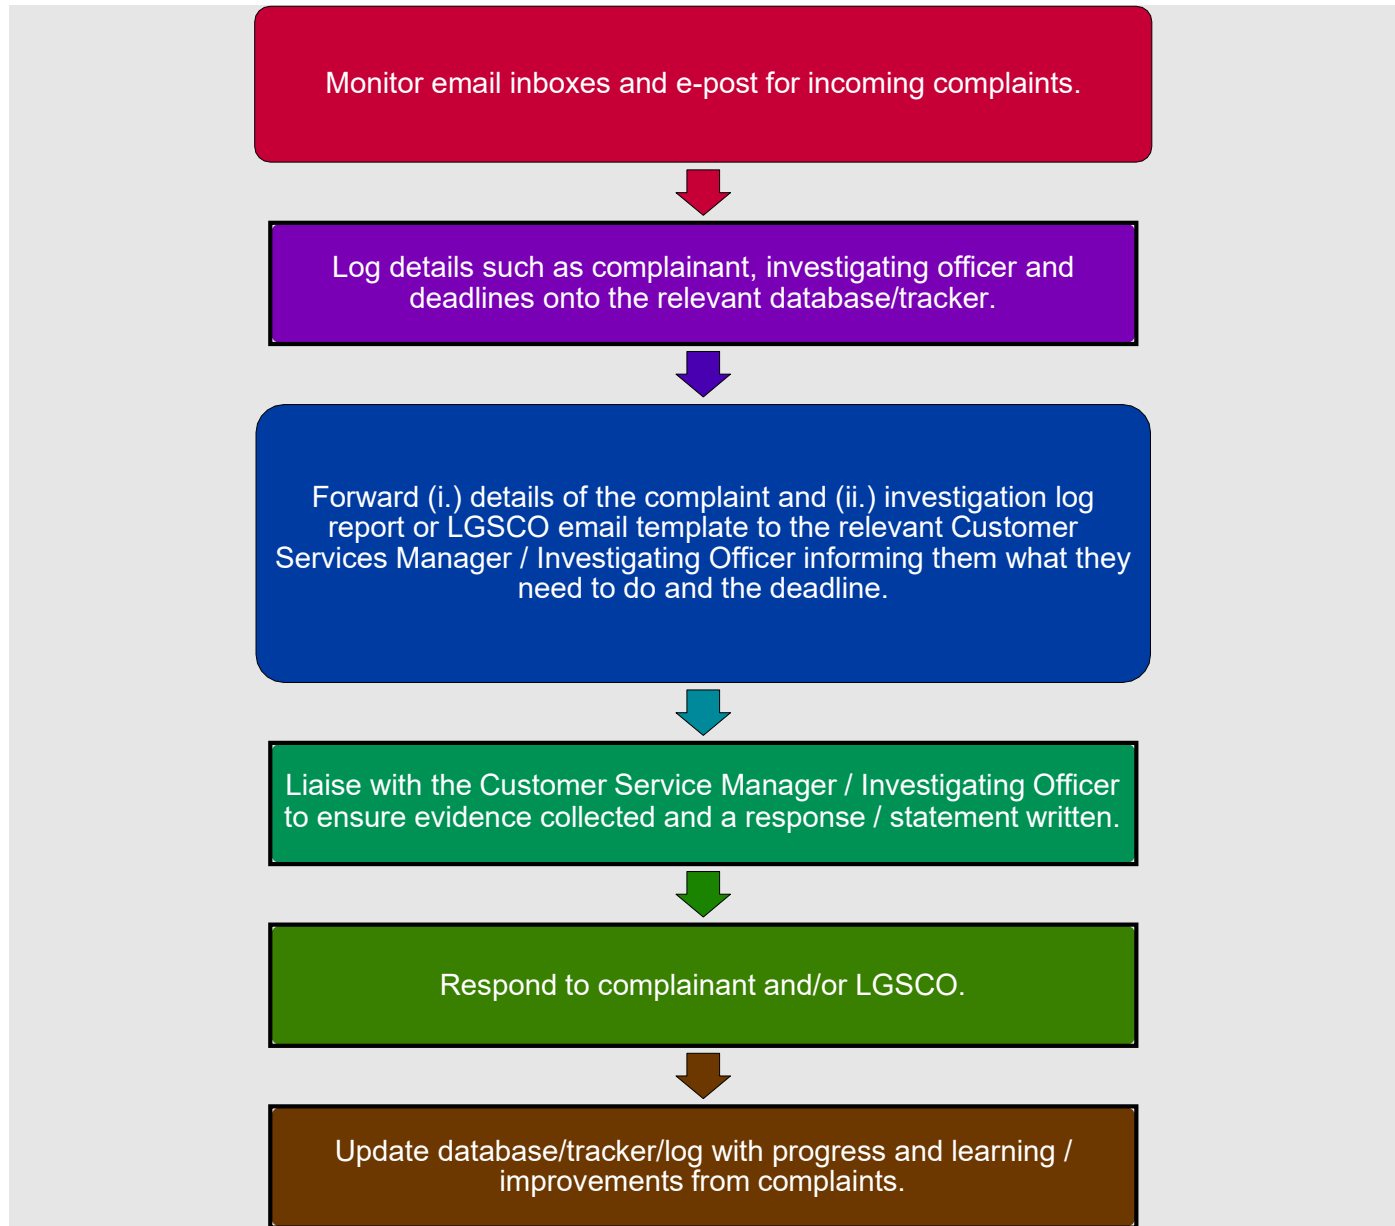 Monitor email inboxes and e-post for incoming complaints.
Log details such as complainant, investigating officer and
deadlines onto the relevant database/tracker.
Forward (i.) details of the complaint and (ii.) investigation log
report or LGSCO email template to the relevant Customer
Services Manager / Investigating Officer informing them what they
need to do and the deadline.
Liaise with the Customer Service Manager / Investigating Officer
to ensure evidence collected and a response / statement written.
Respond to complainant and/or LGSCO.
Update database/tracker/log with progress and learning /
improvements from complaints.